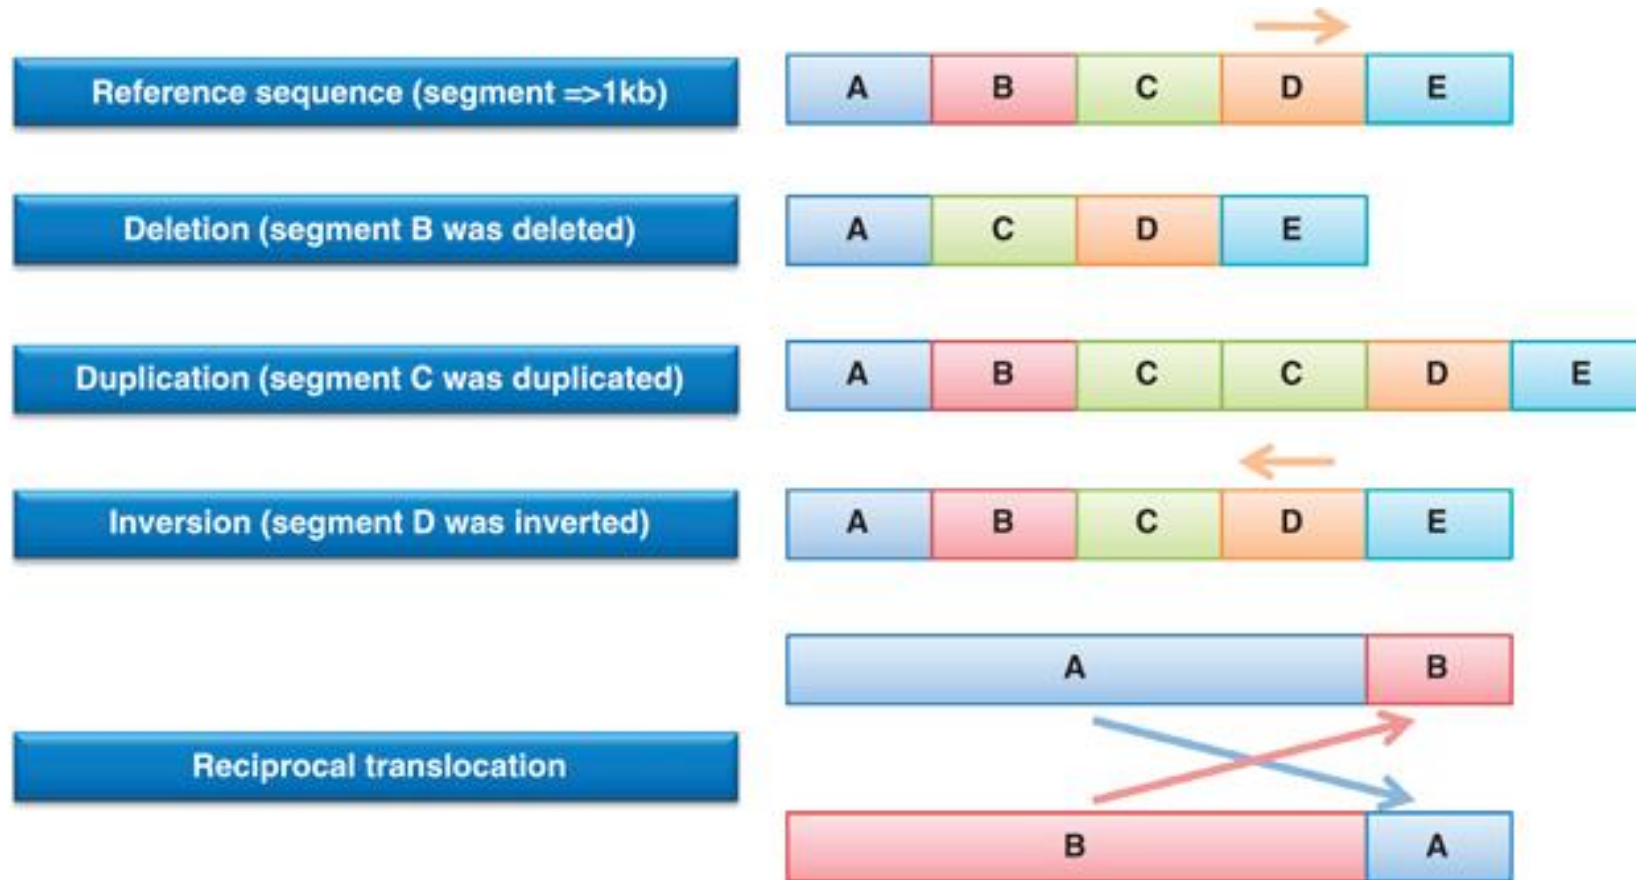 Reference sequence (segment =>1kb)
A B C D E
Deletion (segment B was deleted)
A C D E
Duplication (segment C was duplicated)
A B C C D E
Inversion (segment D was inverted)
A B C D E
Reciprocal translocation
A B
B A